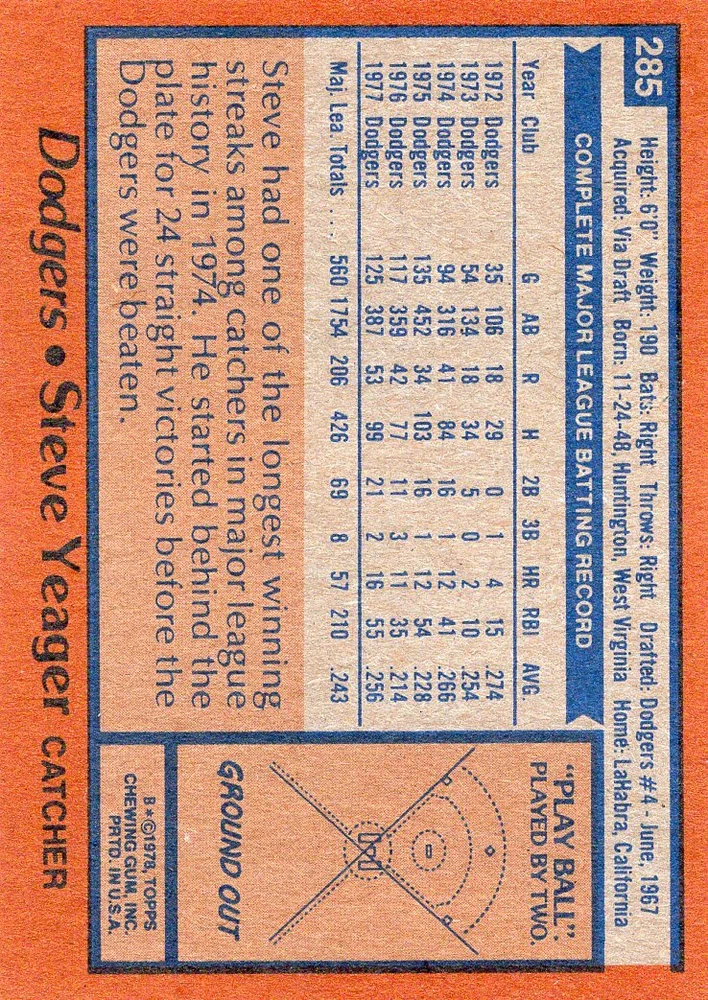 285
Height: 6'0" Weight: 190 Bats: Right Throws: Right Drafted: Dodgers #4 - June, 1967
Acquired: Via Draft Born: 11-24-48, Huntington, West Virginia Home: LaHabra, California
COMPLETE MAJOR LEAGUE BATTING RECORD
Year Club G AB R H 2B 3B HR RBI AVG.
1972 Dodgers 35 106 18 29 0 1 4 15 .274
1973 Dodgers 54 134 18 34 5 0 2 10 .254
1974 Dodgers 94 316 41 84 16 1 12 41 .266
1975 Dodgers 135 452 34 103 16 1 12 54 .228
1976 Dodgers 117 359 42 77 11 3 11 35 .214
1977 Dodgers 125 387 53 99 21 2 16 55 .256
Maj. Lea Totals ... 560 1754 206 426 69 8 57 210 .243
Steve had one of the longest winning
streaks among catchers in major league
history in 1974. He started behind the
plate for 24 straight victories before the
Dodgers were beaten.
"PLAY BALL".
PLAYED BY TWO.
GROUND OUT
B*©1978, TOPPS
CHEWING GUM, INC.
PRTD. IN U.S.A.
Dodgers • Steve Yeager CATCHER